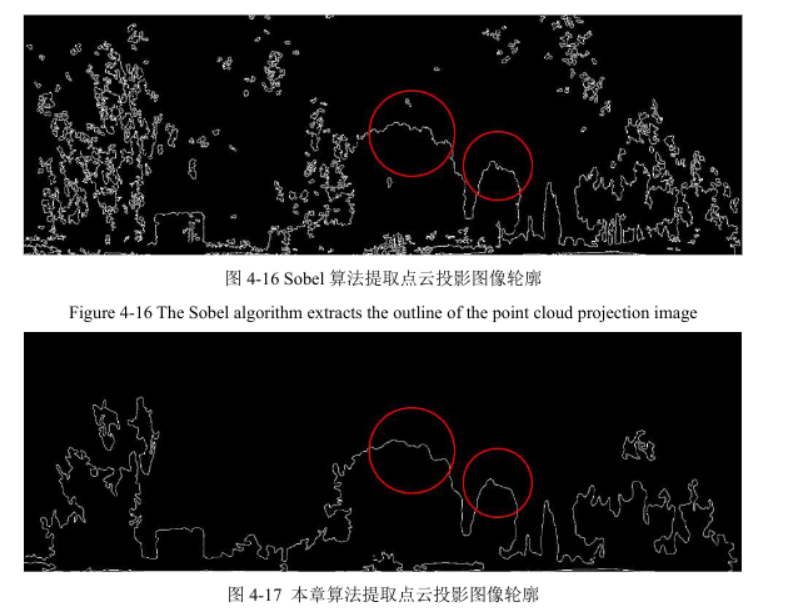 图 4-16 Sobel 算法提取点云投影图像轮廓
Figure 4-16 The Sobel algorithm extracts the outline of the point cloud projection image
图 4-17 本章算法提取点云投影图像轮廓